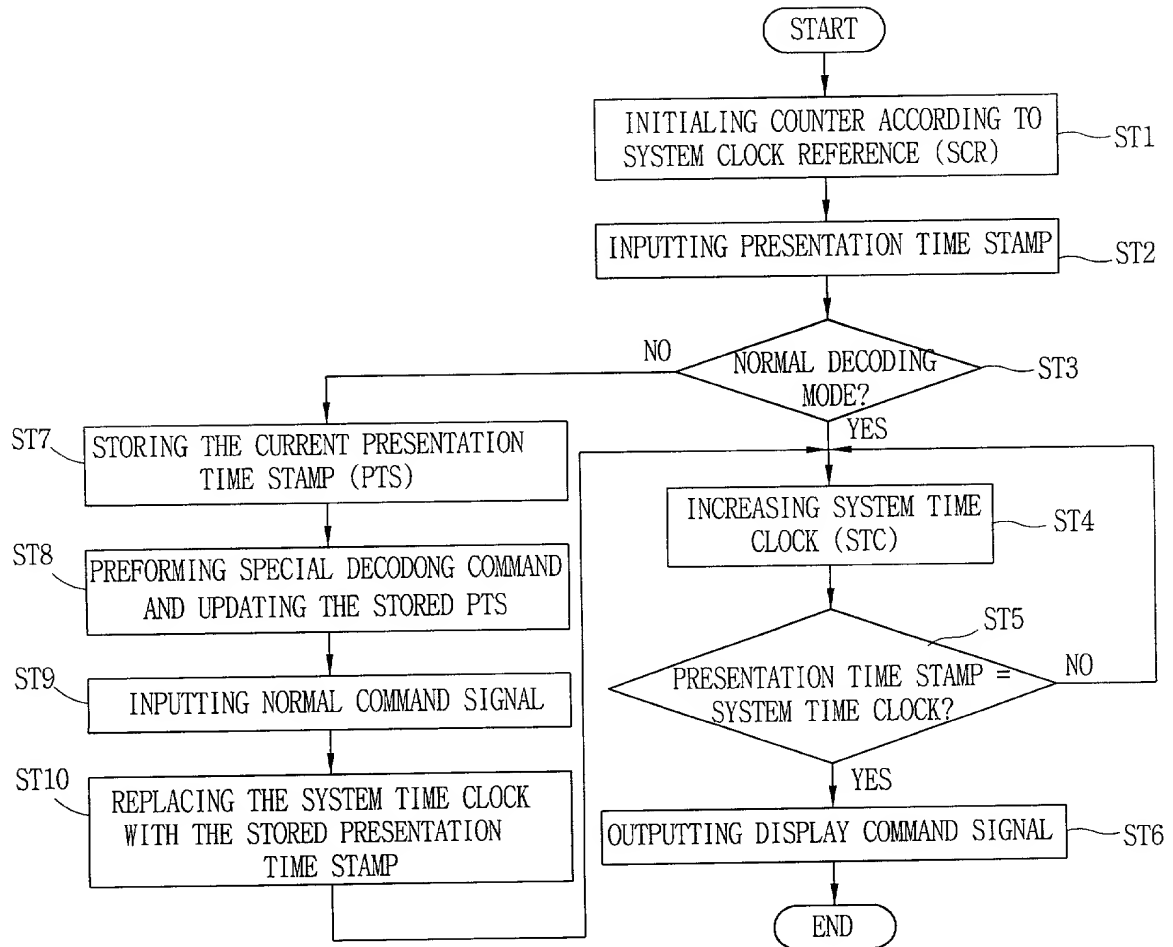 START
INITIALING COUNTER ACCORDING TO
SYSTEM CLOCK REFERENCE (SCR)
ST1
INPUTTING PRESENTATION TIME STAMP
ST2
NORMAL DECODING
MODE?
ST3
NO
YES
ST7
STORING THE CURRENT PRESENTATION
TIME STAMP (PTS)
ST8
PREFORMING SPECIAL DECODONG COMMAND
AND UPDATING THE STORED PTS
ST9
INPUTTING NORMAL COMMAND SIGNAL
ST10
REPLACING THE SYSTEM TIME CLOCK
WITH THE STORED PRESENTATION
TIME STAMP
INCREASING SYSTEM TIME
CLOCK (STC)
ST4
ST5
PRESENTATION TIME STAMP =
SYSTEM TIME CLOCK?
NO
YES
OUTPUTTING DISPLAY COMMAND SIGNAL
ST6
END